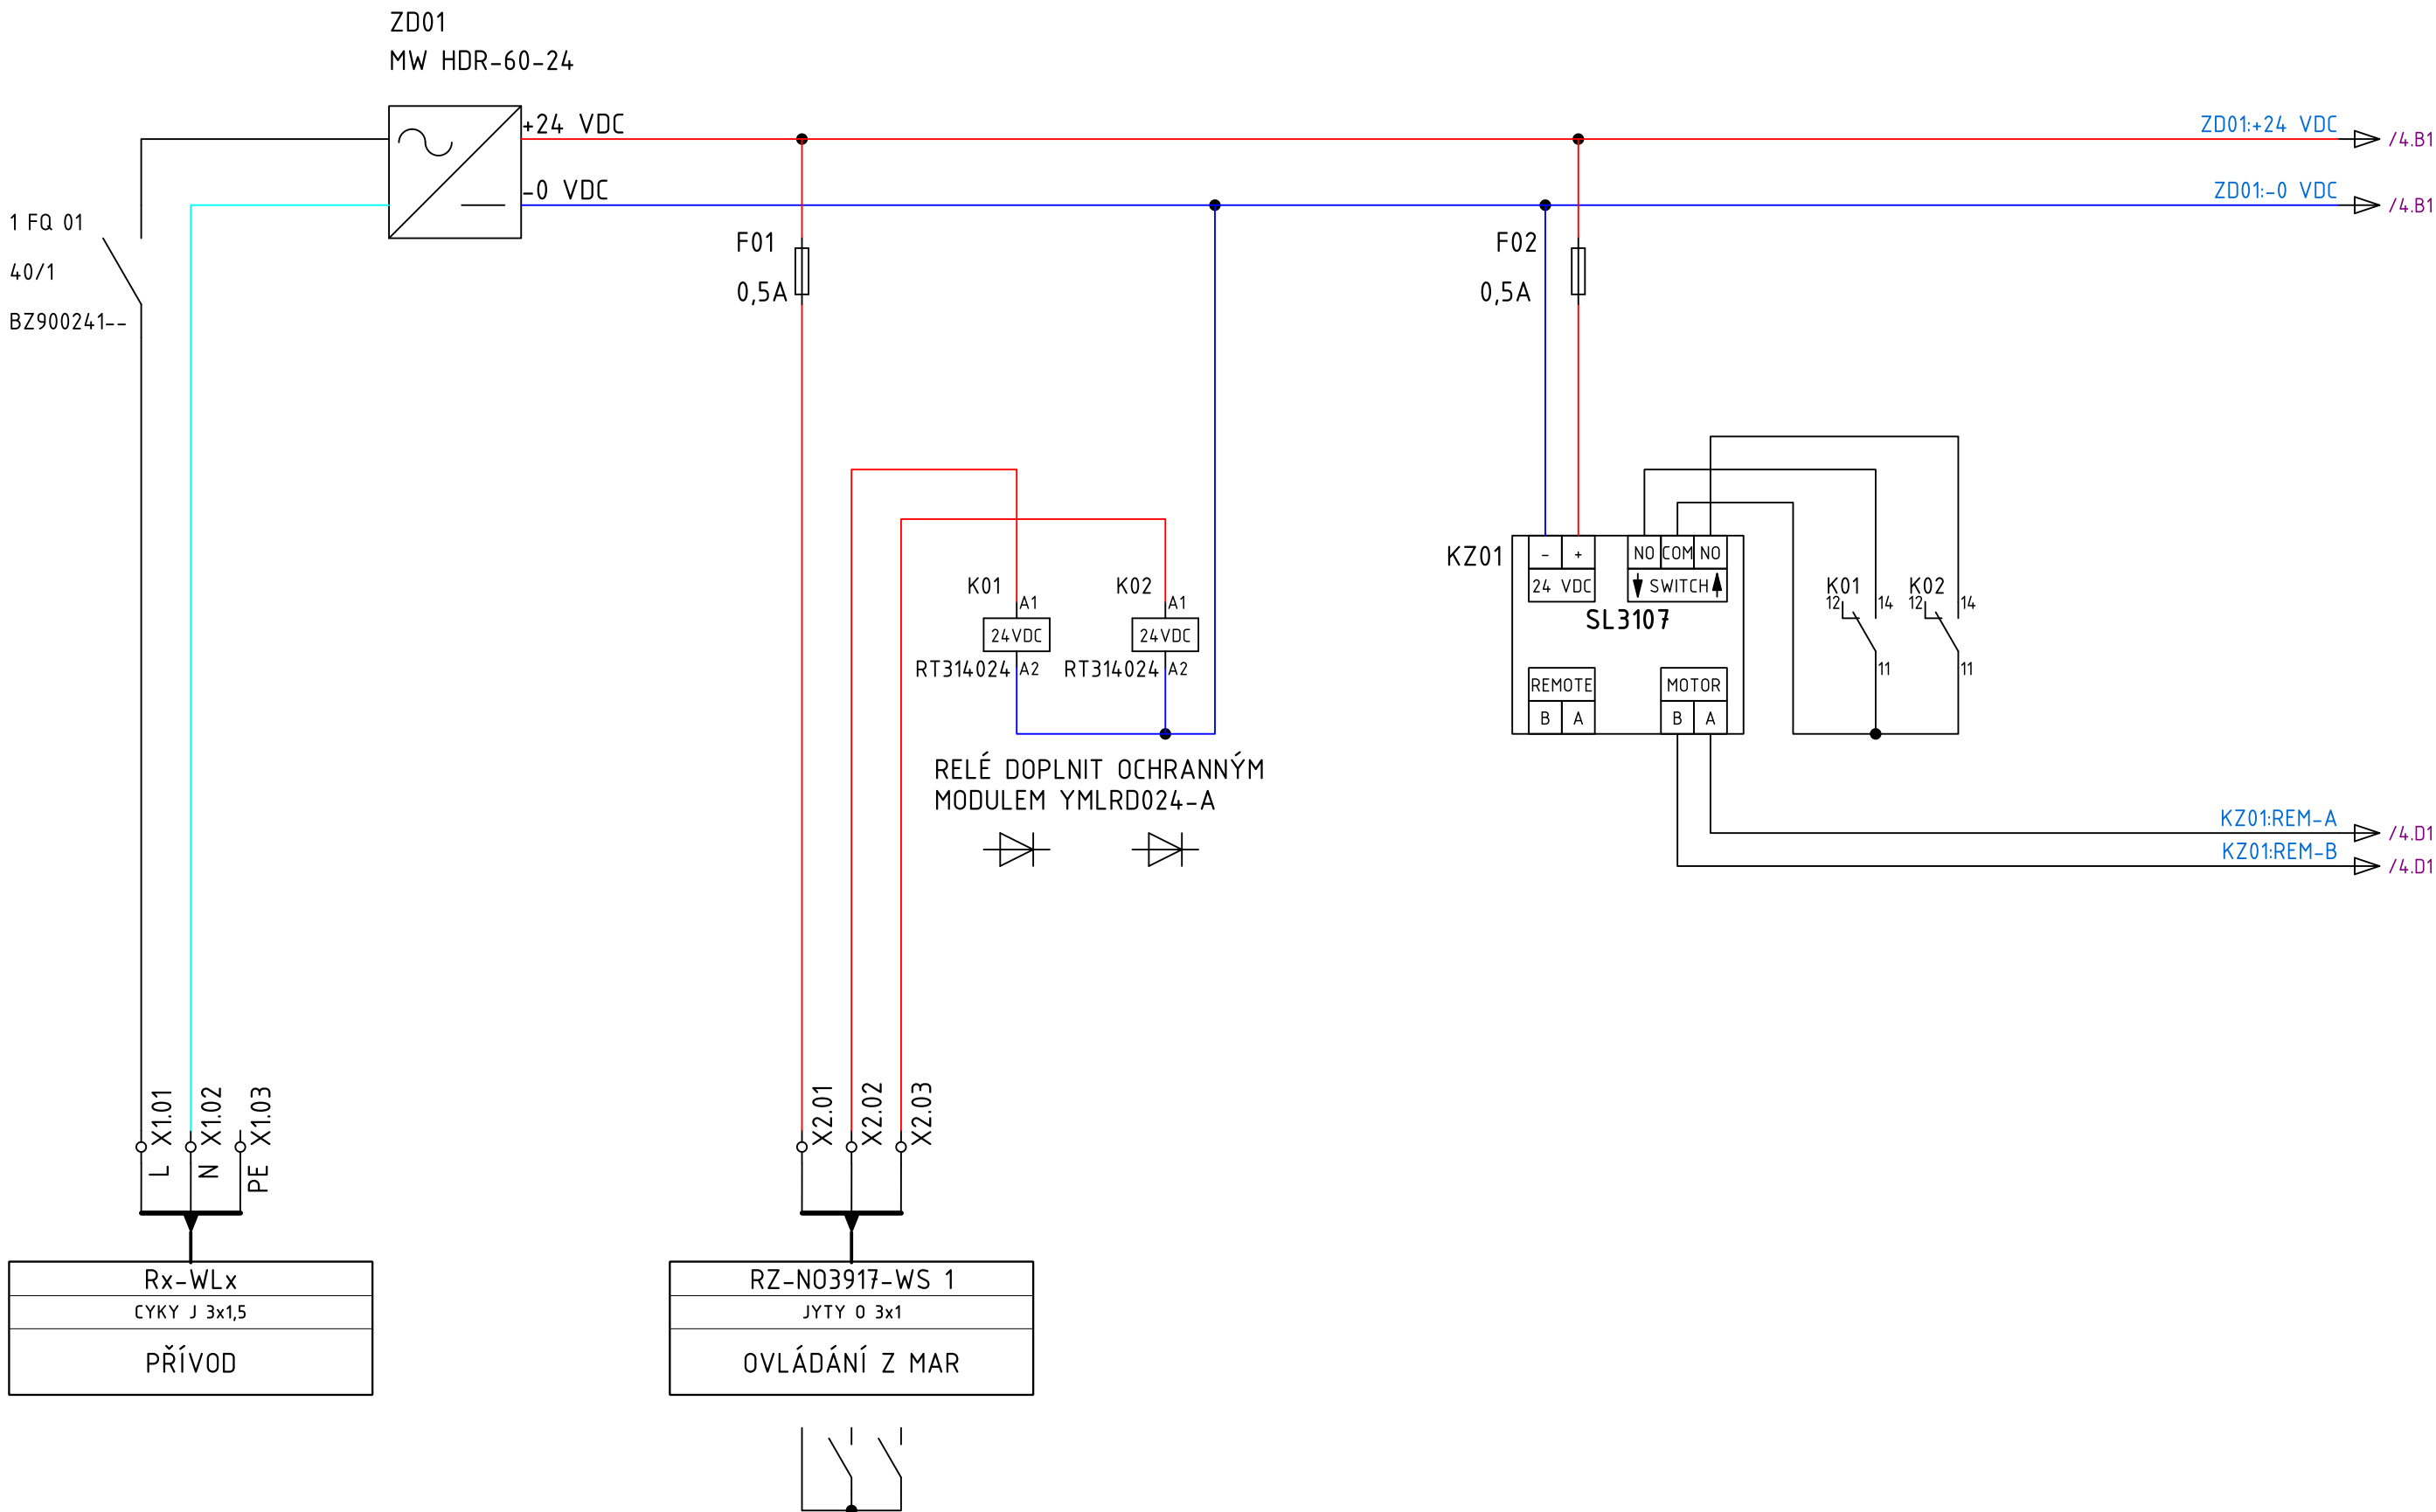 ZD01
MW HDR-60-24
+24 VDC
-0 VDC
ZD01:+24 VDC
/4.B1
ZD01:-0 VDC
/4.B1
1 FQ 01
40/1
BZ900241--
F01
0,5A
F02
0,5A
K01
A1
24VDC
RT314024
A2
K02
A1
24VDC
RT314024
A2
RELÉ DOPLNIT OCHRANNÝM
MODULEM YMLRD024-A
KZ01
- + NO COM NO
24 VDC SWITCH
SL3107
REMOTE MOTOR
B A B A
K01
12 14
11
K02
12 14
11
KZ01:REM-A
/4.D1
KZ01:REM-B
/4.D1
X1.01
X1.02
X1.03
L
N
PE
X2.01
X2.02
X2.03
Rx-WLx
CYKY J 3x1,5
PŘÍVOD
RZ-NO3917-WS 1
JYTY O 3x1
OVLÁDÁNÍ Z MAR